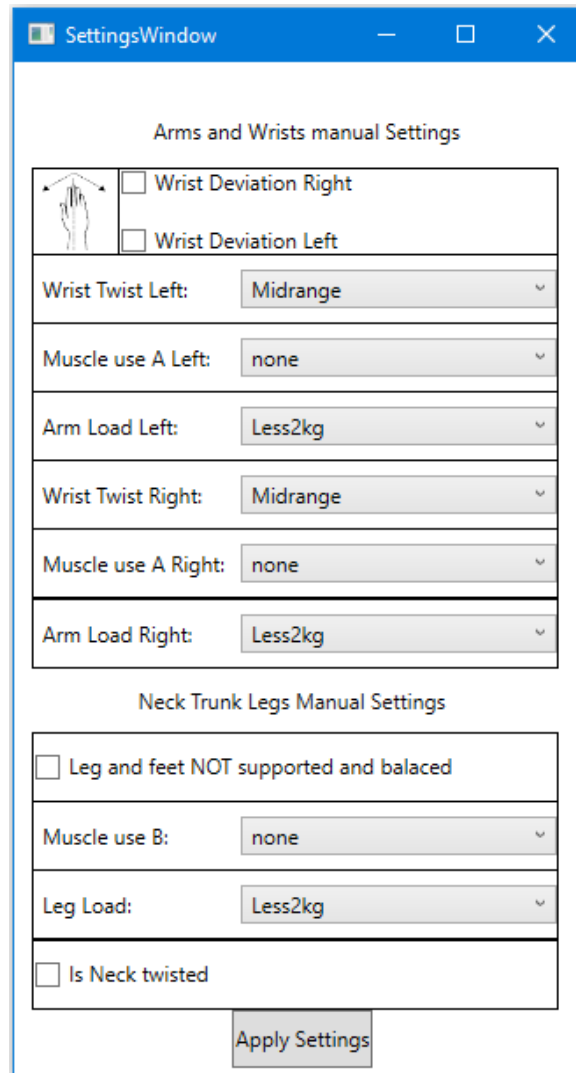 SettingsWindow
Arms and Wrists manual Settings
Wrist Deviation Right
Wrist Deviation Left
Wrist Twist Left: Midrange
Muscle use A Left: none
Arm Load Left: Less2kg
Wrist Twist Right: Midrange
Muscle use A Right: none
Arm Load Right: Less2kg
Neck Trunk Legs Manual Settings
Leg and feet NOT supported and balaced
Muscle use B: none
Leg Load: Less2kg
Is Neck twisted
Apply Settings